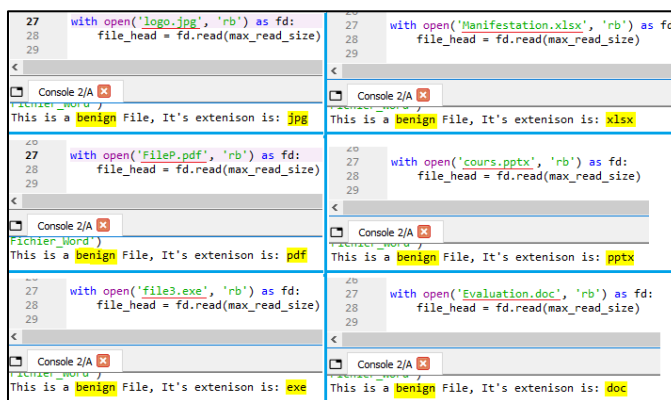 27 with open('logo.jpg', 'rb') as fd:
28 file_head = fd.read(max_read_size)
29
Console 2/A
Fichier_Word')
This is a benign File, It's extenison is: jpg
27 with open('Manifestation.xlsx', 'rb') as fd
28 file_head = fd.read(max_read_size)
29
Console 2/A
Fichier_Word')
This is a benign File, It's extenison is: xlsx
26
27 with open('FileP.pdf', 'rb') as fd:
28 file_head = fd.read(max_read_size)
29
Console 2/A
Fichier_Word')
This is a benign File, It's extenison is: pdf
26
27 with open('cours.pptx', 'rb') as fd:
28 file_head = fd.read(max_read_size)
29
Console 2/A
Fichier_Word')
This is a benign File, It's extenison is: pptx
26
27 with open('file3.exe', 'rb') as fd:
28 file_head = fd.read(max_read_size)
29
Console 2/A
This is a benign File, It's extenison is: exe
26
27 with open('Evaluation.doc', 'rb') as fd:
28 file_head = fd.read(max_read_size)
29
Console 2/A
This is a benign File, It's extenison is: doc